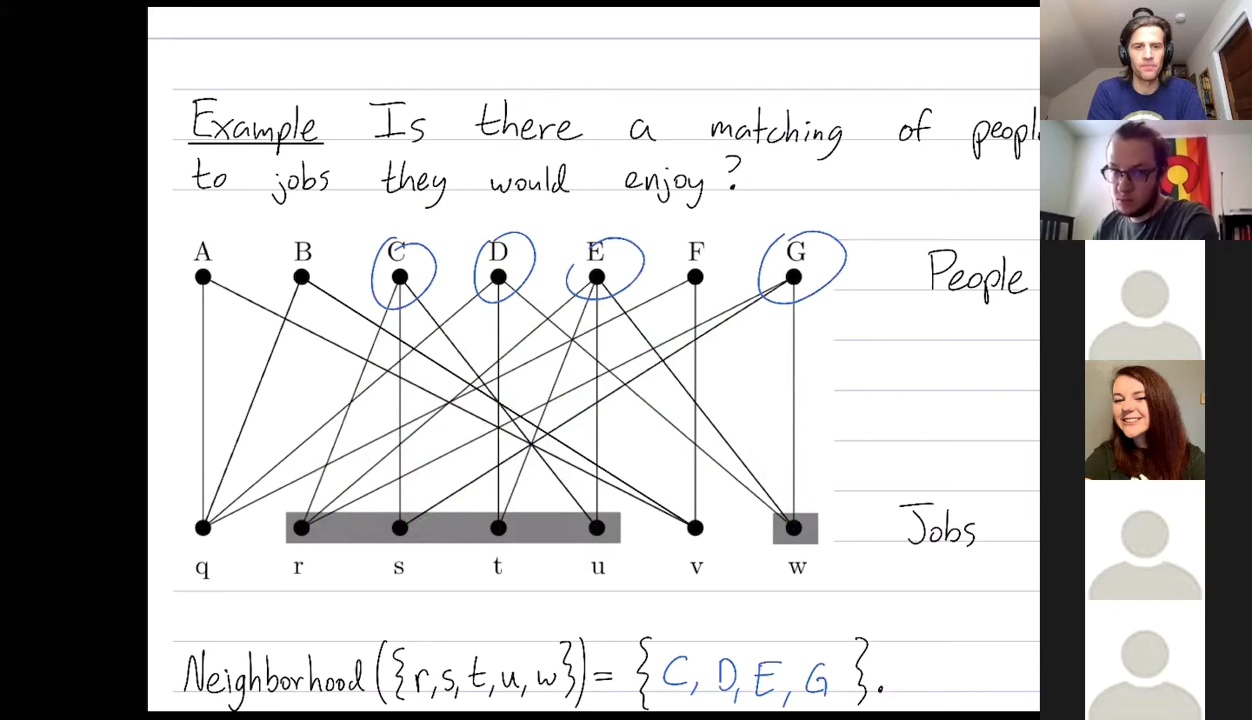 Example Is there a matching of peopl
to jobs they would enjoy?
A B C D E F G
People
Jobs
q r s t u v w
Neighborhood ({r,s,t,u,w}) = { C, D, E, G }.